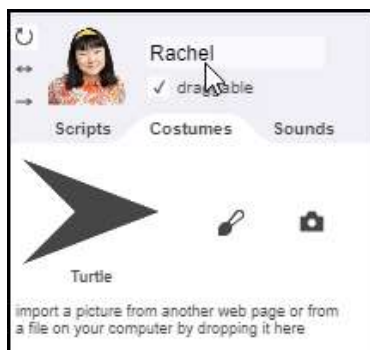 Rachel
draggable
Scripts Costumes Sounds
Turtle
import a picture from another web page or from
a file on your computer by dropping it here